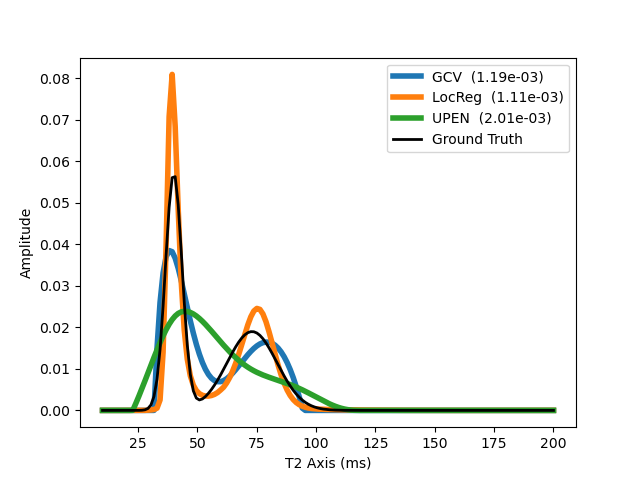 GCV (1.19e-03)
LocReg (1.11e-03)
UPEN (2.01e-03)
Ground Truth
Amplitude
0.08
0.07
0.06
0.05
0.04
0.03
0.02
0.01
0.00
25 50 75 100 125 150 175 200
T2 Axis (ms)